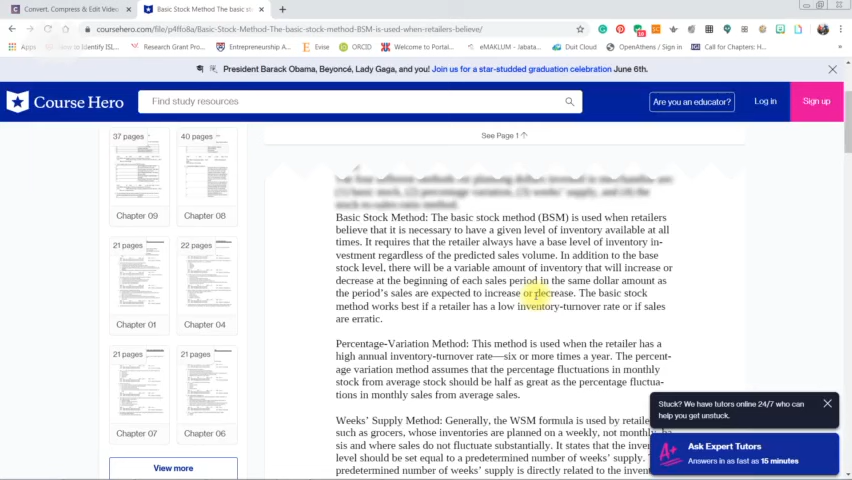 Convert, Compress & Edit Video
Basic Stock Method The basic st
coursehero.com/file/p4ffo8a/Basic-Stock-Method-The-basic-stock-method-BSM-is-used-when-retailers-believe/
Apps
to Identify ISI...
Research Grant Pro...
Entrepreneurship A...
Evise
ORCID
Welcome to Portal...
eMAKLUM - Jabata...
Duit Cloud
OpenAthens / Sign in
Call for Chapters: H...
President Barack Obama, Beyoncé, Lady Gaga, and you! Join us for a star-studded graduation celebration June 6th.
Course Hero
Find study resources
Are you an educator?
Log in
Sign up
See Page 1
37 pages
40 pages
Chapter 09
Chapter 08
21 pages
22 pages
Chapter 01
Chapter 04
21 pages
21 pages
Chapter 07
Chapter 06
View more
Basic Stock Method: The basic stock method (BSM) is used when retailers
believe that it is necessary to have a given level of inventory available at all
times. It requires that the retailer always have a base level of inventory in-
vestment regardless of the predicted sales volume. In addition to the base
stock level, there will be a variable amount of inventory that will increase or
decrease at the beginning of each sales period in the same dollar amount as
the period's sales are expected to increase or decrease. The basic stock
method works best if a retailer has a low inventory-turnover rate or if sales
are erratic.
Percentage-Variation Method: This method is used when the retailer has a
high annual inventory-turnover rate—six or more times a year. The percent-
age variation method assumes that the percentage fluctuations in monthly
stock from average stock should be half as great as the percentage fluctua-
tions in monthly sales from average sales.
Weeks' Supply Method: Generally, the WSM formula is used by
such as grocers, whose inventories are planned on a weekly, not
sis and where sales do not fluctuate substantially. It states that the
level should be set equal to a predetermined number of weeks' supply.
predetermined number of weeks' supply is directly related to the
Stuck? We have tutors online 24/7 who can
help you get unstuck.
Ask Expert Tutors
Answers in as fast as 15 minutes